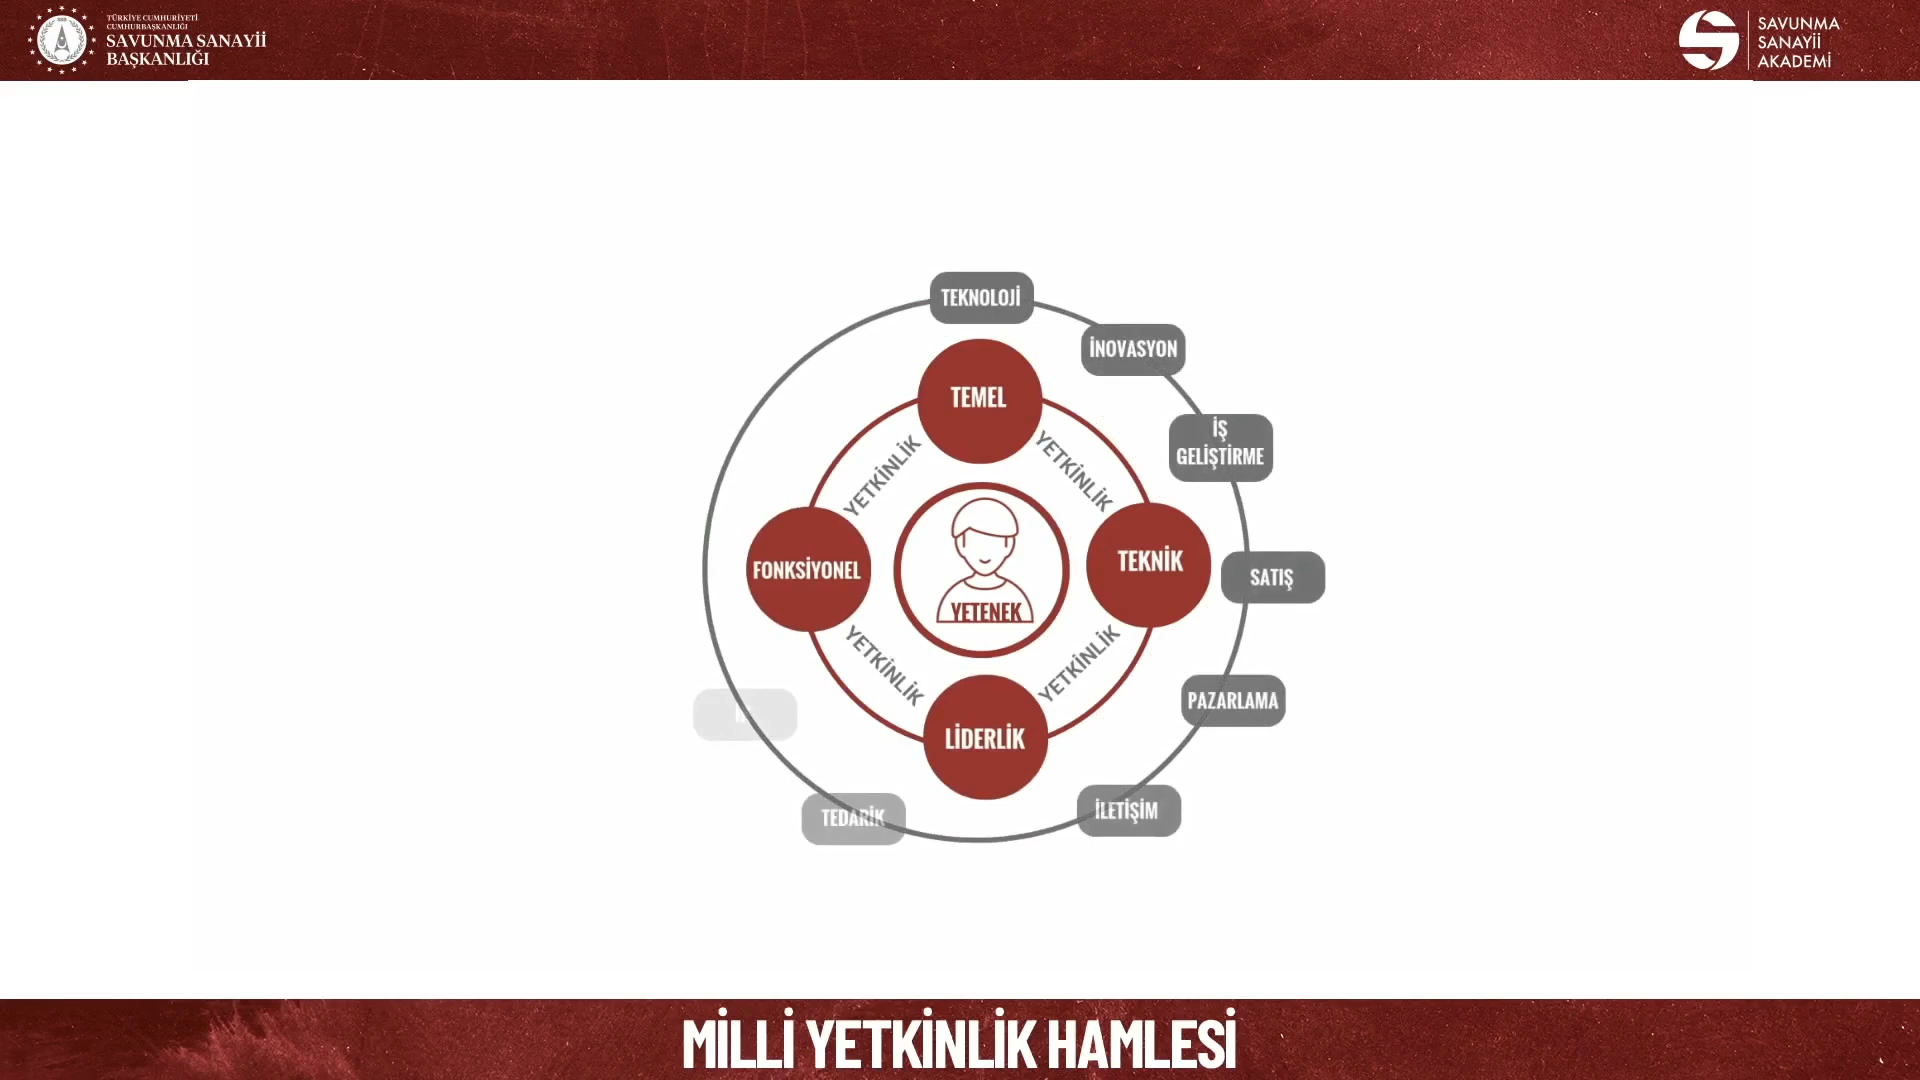 TÜRKİYE CUMHURİYETİ
CUMHURBAŞKANLIĞI
SAVUNMA SANAYİİ
BAŞKANLIĞI
SAVUNMA
SANAYİİ
AKADEMİ
TEKNOLOJİ
İNOVASYON
TEMEL
İŞ
GELİŞTİRME
YETKİNLİK
YETKİNLİK
FONKSİYONEL
TEKNİK
SATIŞ
YETENEK
YETKİNLİK
YETKİNLİK
PAZARLAMA
LİDERLİK
TEDARİK
İLETİŞİM
MİLLİ YETKİNLİK HAMLESİ